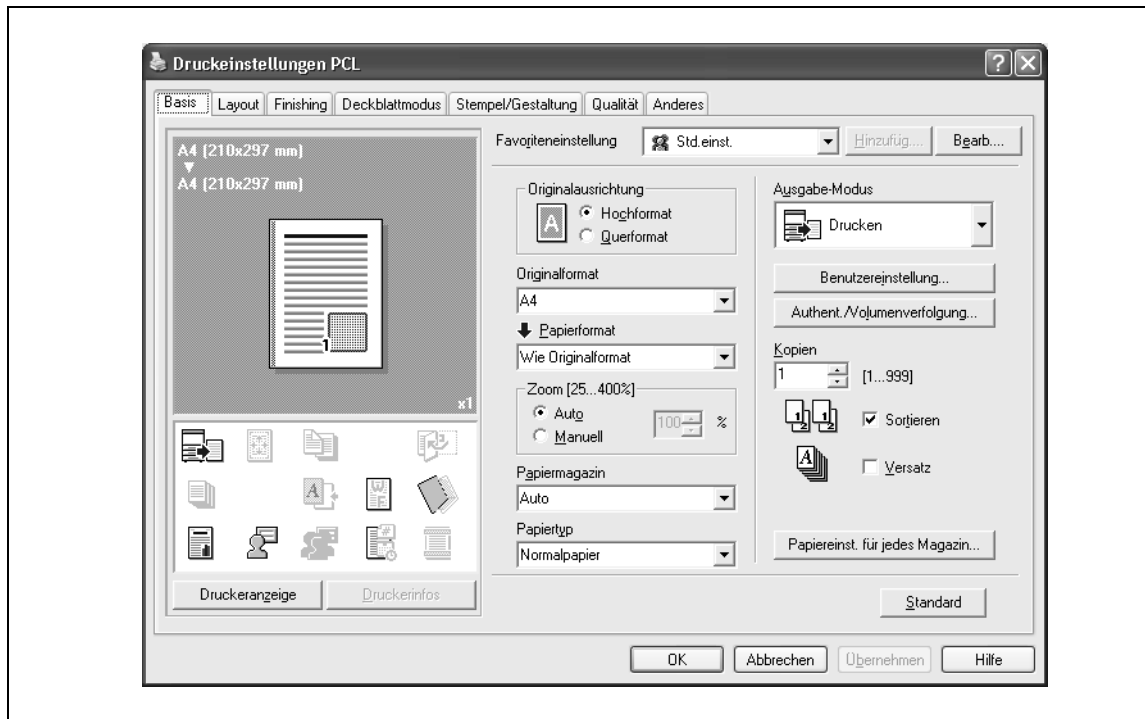 Druckeinstellungen PCL
Basis Layout Finishing Deckblattmodus Stempel/Gestaltung Qualität Anderes
A4 (210x297 mm)
A4 (210x297 mm)
1
x1
Druckeranzeige Druckerinfos
Favoriteneinstellung Std.einst. Hinzufüg.... Bearb....
Originalausrichtung
A
Hochformat
Querformat
Originalformat
A4
Papierformat
Wie Originalformat
Zoom [25...400%]
Auto
Manuell
100 %
Papiermagazin
Auto
Papiertyp
Normalpapier
Ausgabe-Modus
Drucken
Benutzereinstellung...
Authent./Volumenverfolgung...
Kopien
1 [1...999]
Sortieren
Versatz
Papiereinst. für jedes Magazin...
Standard
OK Abbrechen Übernehmen Hilfe